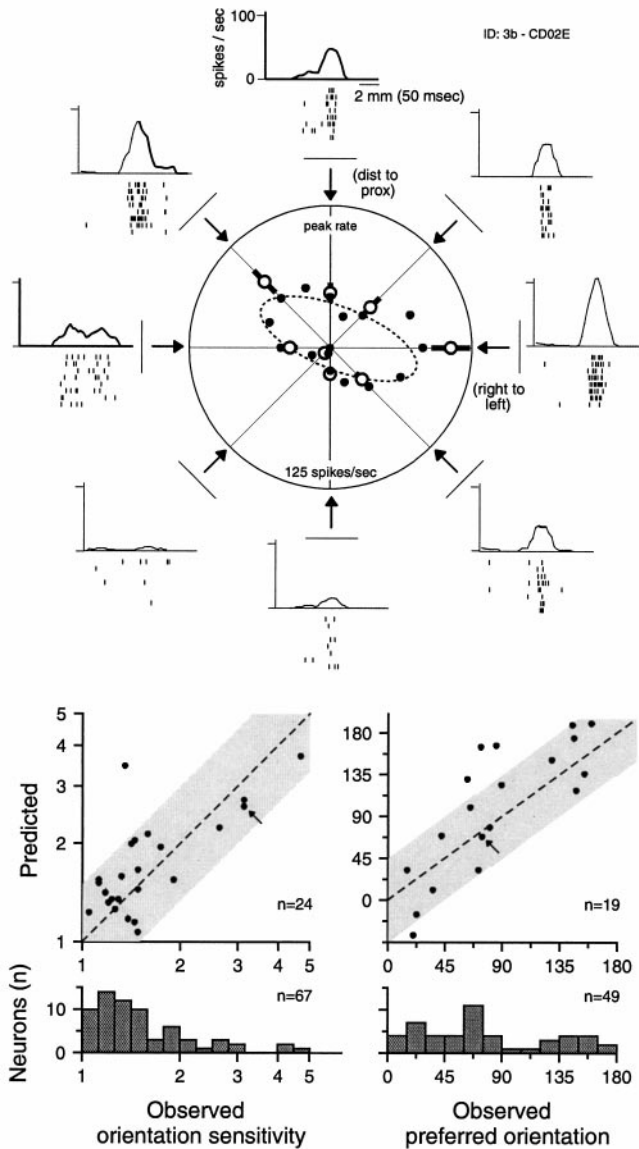 100
spikes / sec
0
ID: 3b - CD02E
2 mm (50 msec)
(dist to
prox)
peak rate
(right to
left)
125 spikes/sec
5
4
3
2
1
Predicted
n=24
1 2 3 4 5
180
135
90
45
0
n=19
0 45 90 135 180
Neurons (n)
10
5
0
n=67
1 2 3 4 5
Observed
orientation sensitivity
n=49
0 45 90 135 180
Observed
preferred orientation